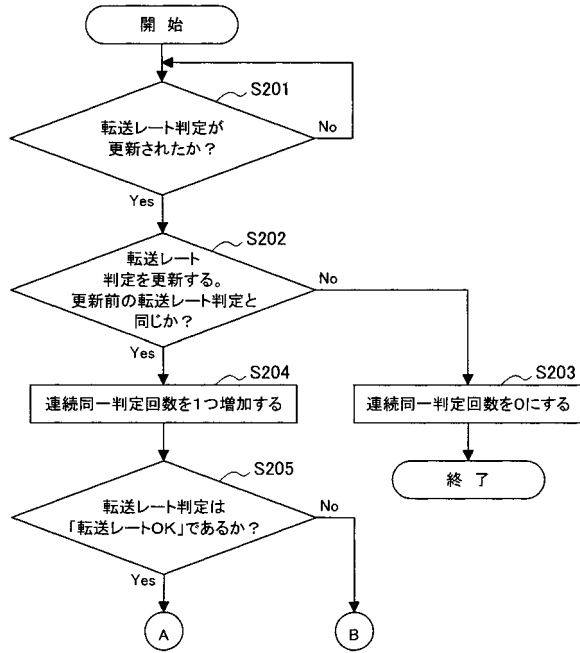 開 始
S201
転送レート判定が
更新されたか？
No
Yes
S202
転送レート
判定を更新する。
更新前の転送レート判定と
同じか？
No
Yes
S204
連続同一判定回数を1つ増加する
S203
連続同一判定回数を0にする
終 了
S205
転送レート判定は
「転送レートOK」であるか？
No
Yes
A
B